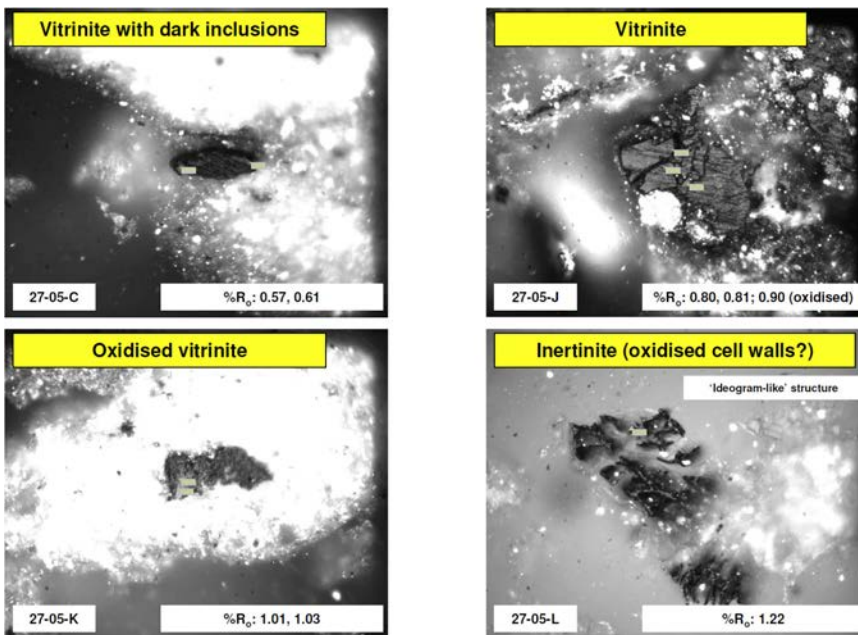 Vitrinite with dark inclusions
27-05-C
%Ro: 0.57, 0.61
Vitrinite
27-05-J
%Ro: 0.80, 0.81; 0.90 (oxidised)
Oxidised vitrinite
27-05-K
%Ro: 1.01, 1.03
Inertinite (oxidised cell walls?)
'Ideogram-like' structure
27-05-L
%Ro: 1.22